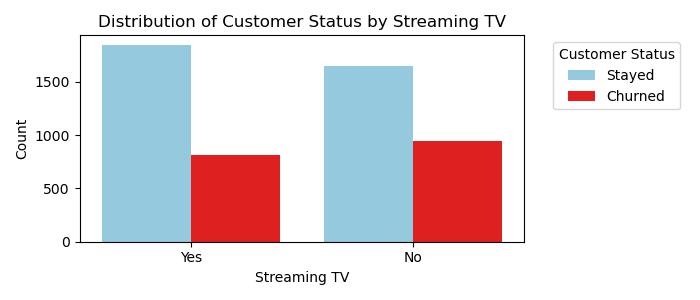 Distribution of Customer Status by Streaming TV
Customer Status
Stayed
Churned
Count
1500
1000
500
0
Yes
No
Streaming TV